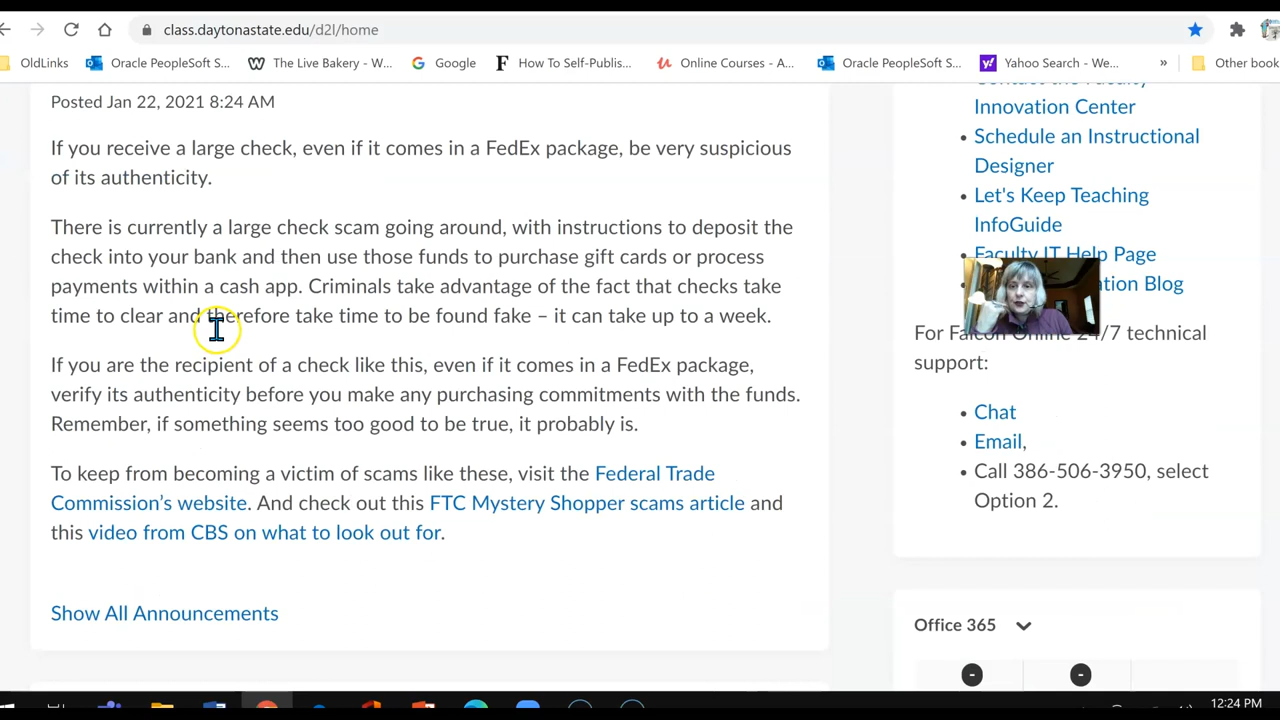 class.daytonastate.edu/d2l/home
OldLinks Oracle PeopleSoft S... The Live Bakery - W... Google How To Self-Publis... Online Courses - A... Oracle PeopleSoft S... Yahoo Search - We... » Other book
Posted Jan 22, 2021 8:24 AM
If you receive a large check, even if it comes in a FedEx package, be very suspicious
of its authenticity.
There is currently a large check scam going around, with instructions to deposit the
check into your bank and then use those funds to purchase gift cards or process
payments within a cash app. Criminals take advantage of the fact that checks take
time to clear and therefore take time to be found fake – it can take up to a week.
If you are the recipient of a check like this, even if it comes in a FedEx package,
verify its authenticity before you make any purchasing commitments with the funds.
Remember, if something seems too good to be true, it probably is.
To keep from becoming a victim of scams like these, visit the Federal Trade
Commission's website. And check out this FTC Mystery Shopper scams article and
this video from CBS on what to look out for.
Show All Announcements
Contact the Faculty
Innovation Center
Schedule an Instructional
Designer
Let's Keep Teaching
InfoGuide
Faculty IT Help Page
Blog
For Falcon Online 24/7 technical
support:
Chat
Email,
Call 386-506-3950, select
Option 2.
Office 365
12:24 PM